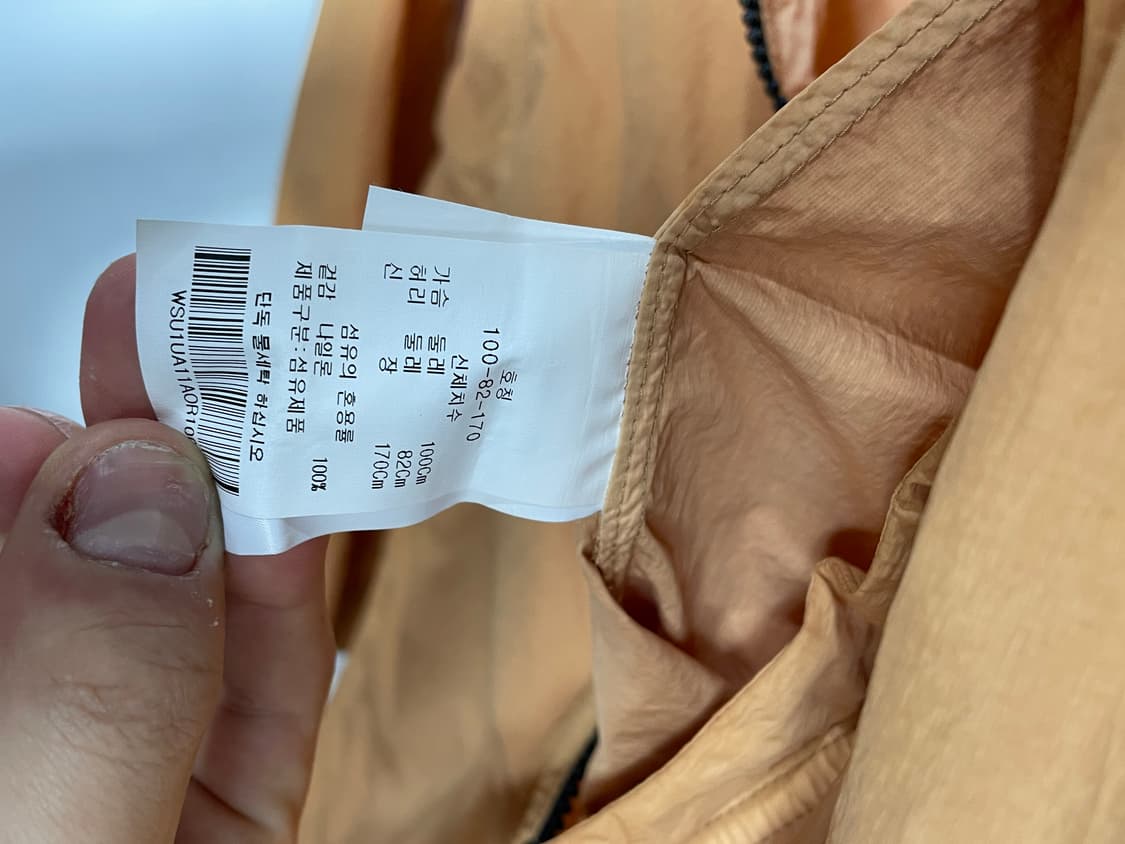 호칭
100-82-170
신체치수
가슴 둘레 100Cm
허리 둘레 82Cm
신 장 170Cm
섬유의 혼용률
겉감 나일론 100%
제품구분: 섬유제품
단독 물세탁 하십시오
WSU1UA11AOR10